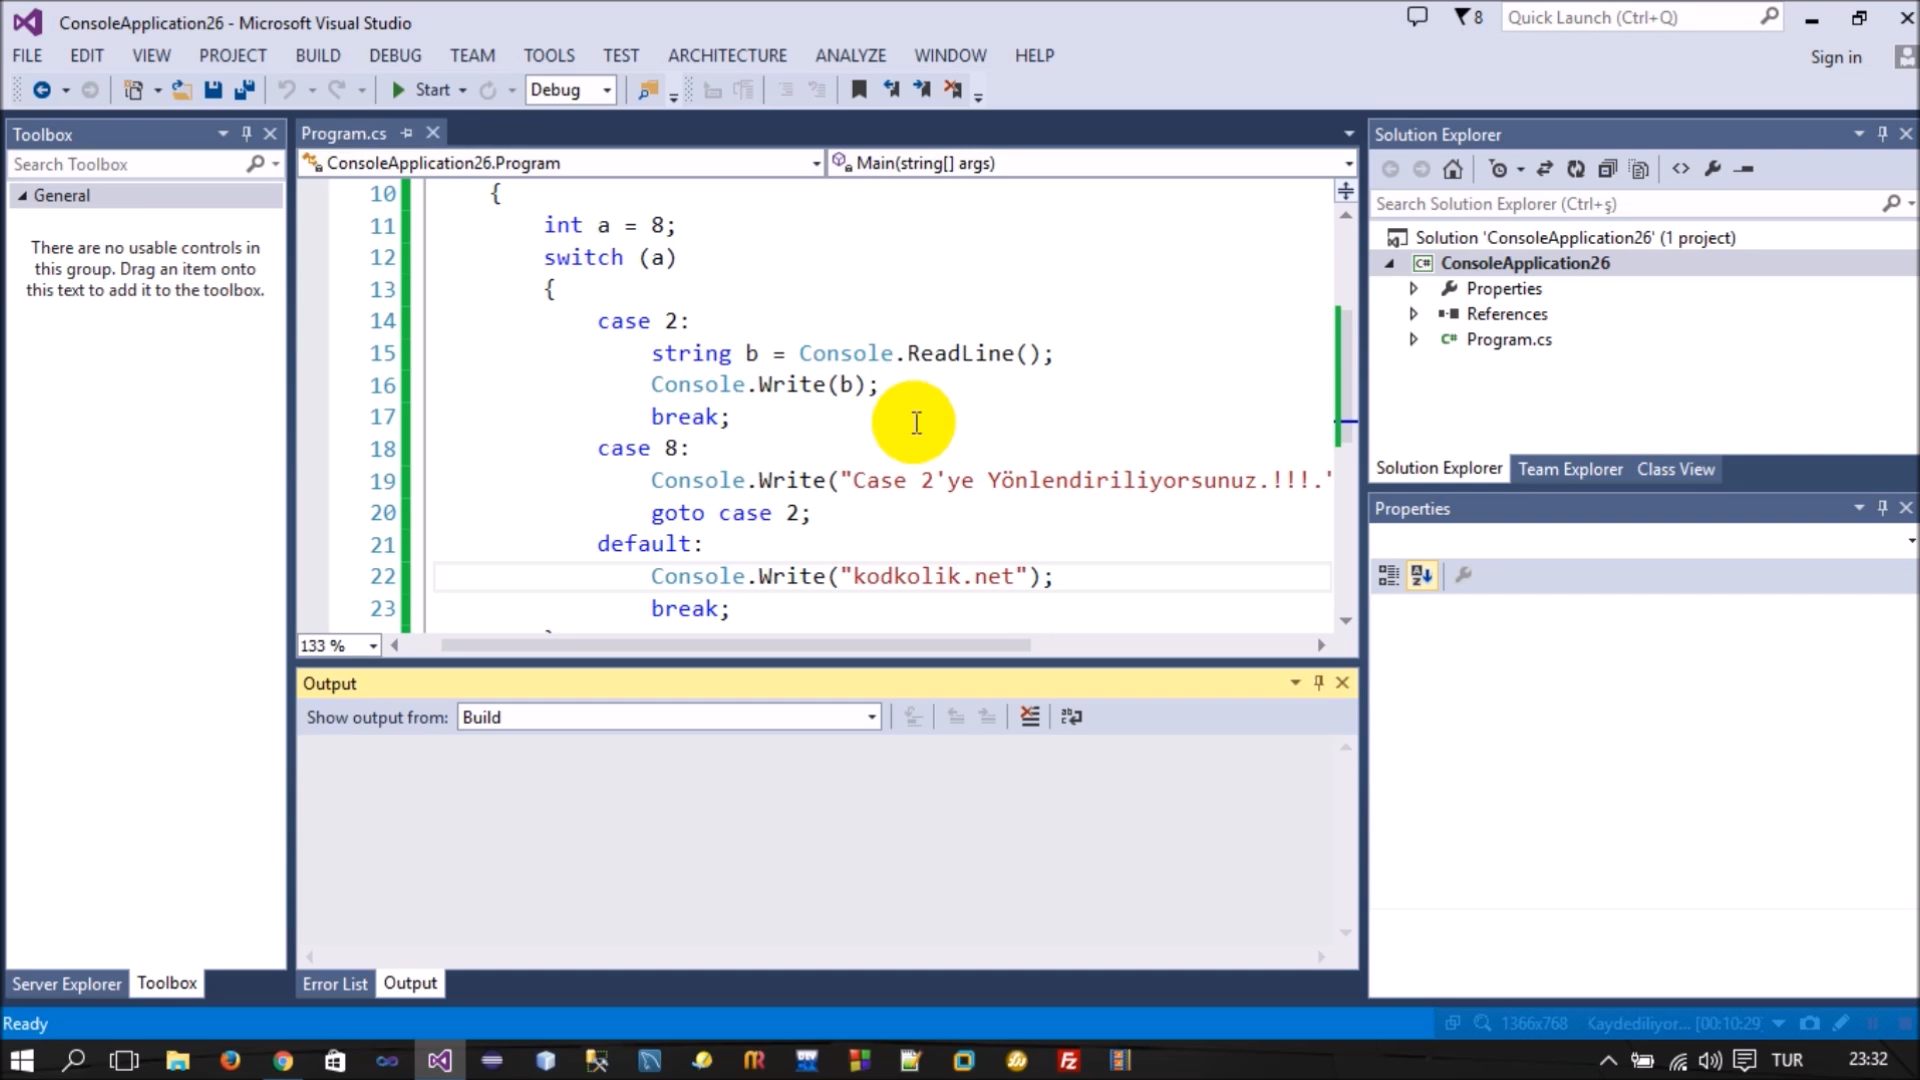 ConsoleApplication26 - Microsoft Visual Studio
8
Quick Launch (Ctrl+Q)
FILE EDIT VIEW PROJECT BUILD DEBUG TEAM TOOLS TEST ARCHITECTURE ANALYZE WINDOW HELP
Sign in
Start
Debug
Toolbox
Search Toolbox
General
There are no usable controls in
this group. Drag an item onto
this text to add it to the toolbox.
Server Explorer
Toolbox
Program.cs
ConsoleApplication26.Program
Main(string[] args)
10 {
11 int a = 8;
12 switch (a)
13 {
14 case 2:
15 string b = Console.ReadLine();
16 Console.Write(b);
17 break;
18 case 8:
19 Console.Write("Case 2'ye Yönlendiriliyorsunuz.!!!.'
20 goto case 2;
21 default:
22 Console.Write("kodkolik.net");
23 break;
133 %
Output
Show output from:
Build
Error List
Output
Solution Explorer
Search Solution Explorer (Ctrl+ş)
Solution 'ConsoleApplication26' (1 project)
C# ConsoleApplication26
Properties
References
C# Program.cs
Solution Explorer
Team Explorer
Class View
Properties
Ready
1366x768
Kaydediliyor... [00:10:29]
TUR
23:32